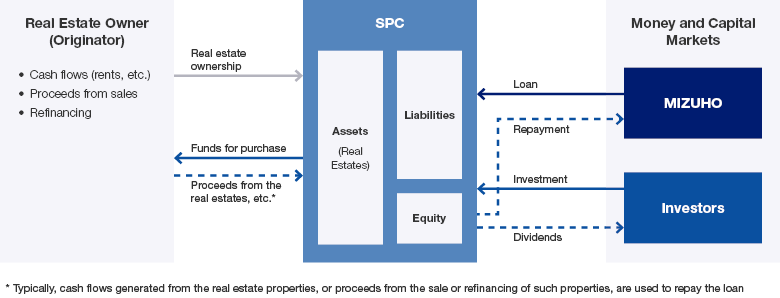 Real Estate Owner
(Originator)
• Cash flows (rents, etc.)
• Proceeds from sales
• Refinancing
Real estate
ownership
Funds for purchase
Proceeds from the
real estates, etc.*
SPC
Assets
(Real
Estates)
Liabilities
Equity
Loan
Repayment
Investment
Dividends
Money and Capital
Markets
MIZUHO
Investors
* Typically, cash flows generated from the real estate properties, or proceeds from the sale or refinancing of such properties, are used to repay the loan